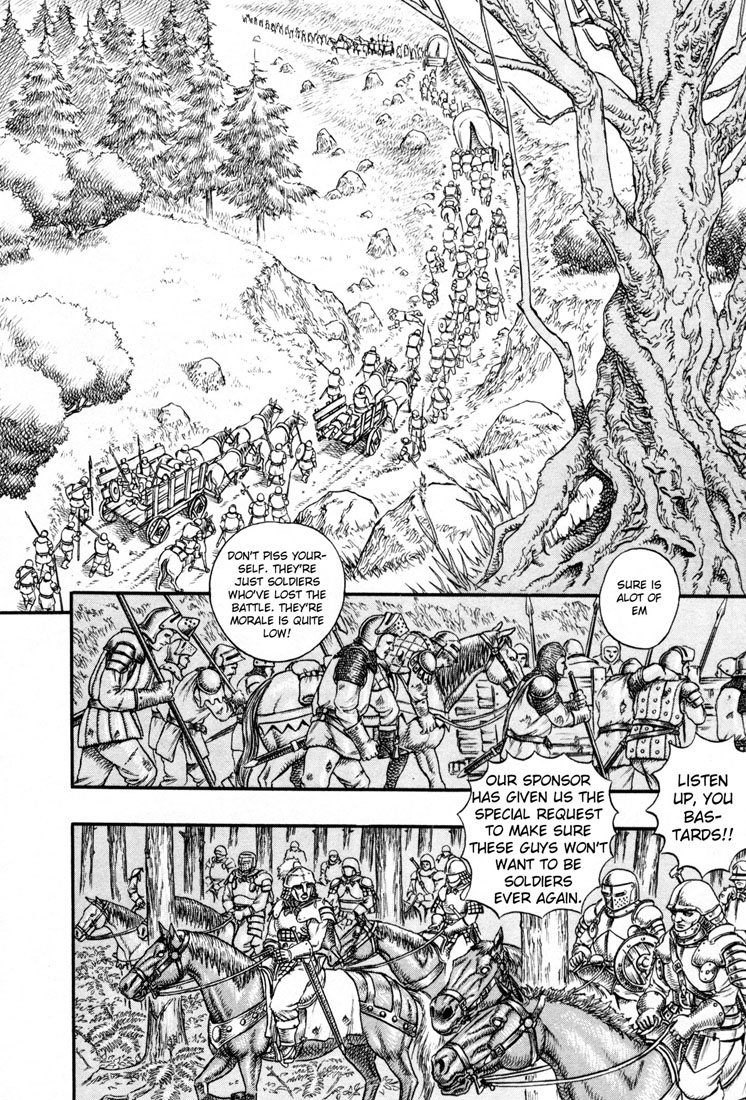 SURE IS
ALOT OF
EM
DON'T PISS YOUR-
SELF. THEY'RE
JUST SOLDIERS
WHO'VE LOST THE
BATTLE. THEY'RE
MORALE IS QUITE
LOW!
LISTEN
UP, YOU
BAS-
TARDS!!
OUR SPONSOR
HAS GIVEN US THE
SPECIAL REQUEST
TO MAKE SURE
THESE GUYS WON'T
WANT TO BE
SOLDIERS
EVER AGAIN.